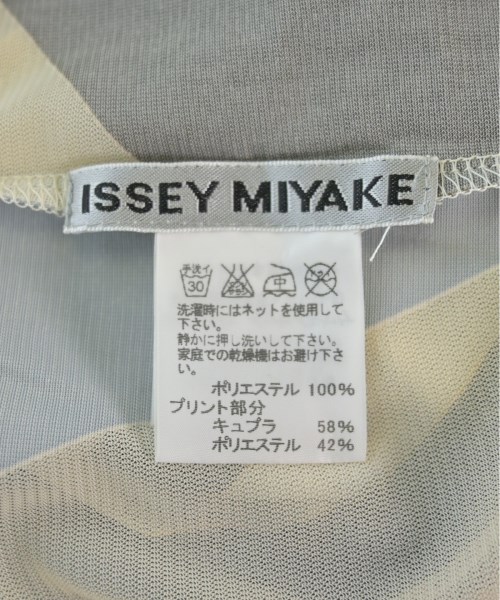 ISSEY MIYAKE
手洗イ
30
中
洗濯時にはネットを使用して
下さい。
静かに押し洗いして下さい。
家庭での乾燥機はお避け下さ
い。
ポリエステル 100%
プリント部分
キュプラ 58%
ポリエステル 42%